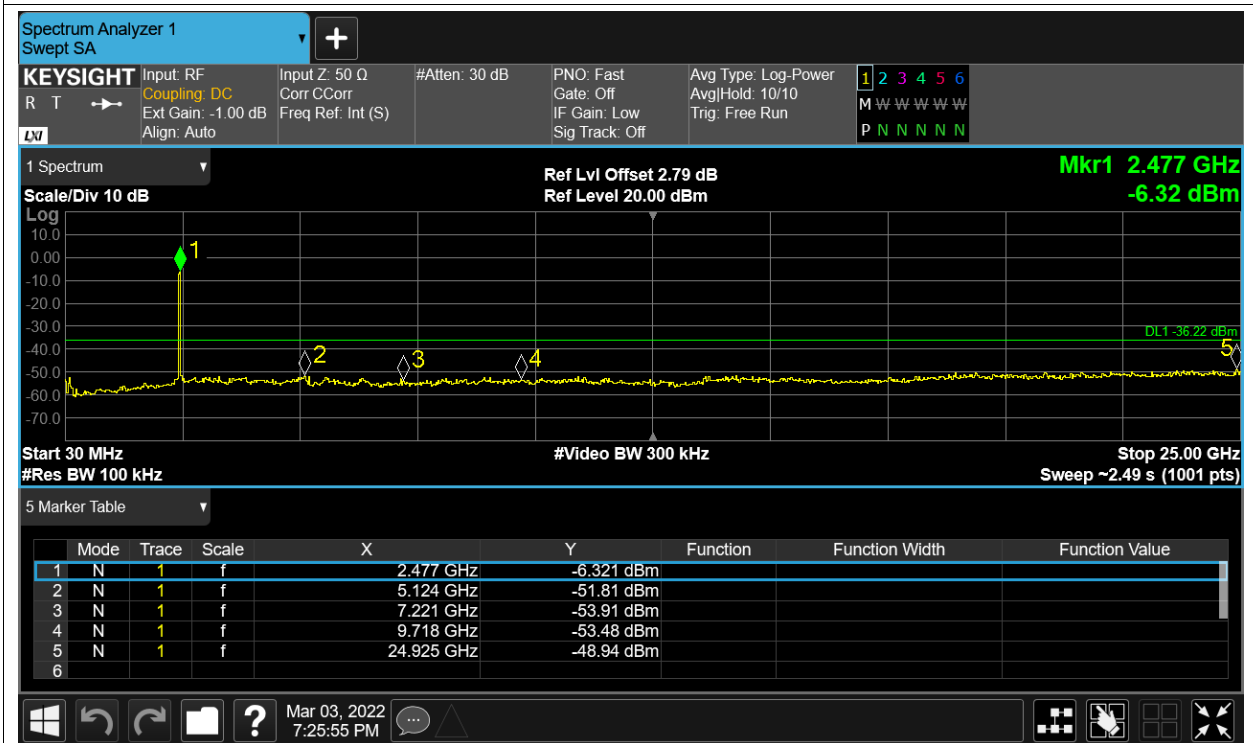 Spectrum Analyzer 1
Swept SA
KEYSIGHT
R T
LXI
Input: RF
Coupling: DC
Ext Gain: -1.00 dB
Align: Auto
Input Z: 50 Ω
Corr CCorr
Freq Ref: Int (S)
#Atten: 30 dB
PNO: Fast
Gate: Off
IF Gain: Low
Sig Track: Off
Avg Type: Log-Power
Avg|Hold: 10/10
Trig: Free Run
1 2 3 4 5 6
M W W W W W
P N N N N N
1 Spectrum
Scale/Div 10 dB
Ref Lvl Offset 2.79 dB
Ref Level 20.00 dBm
Mkr1 2.477 GHz
-6.32 dBm
Log
10.0
0.00
-10.0
-20.0
-30.0
-40.0
-50.0
-60.0
-70.0
1
2
3
4
5
DL1 -36.22 dBm
Start 30 MHz
#Video BW 300 kHz
Stop 25.00 GHz
#Res BW 100 kHz
Sweep ~2.49 s (1001 pts)
5 Marker Table
Mode Trace Scale X Y Function Function Width Function Value
1 N 1 f 2.477 GHz -6.321 dBm
2 N 1 f 5.124 GHz -51.81 dBm
3 N 1 f 7.221 GHz -53.91 dBm
4 N 1 f 9.718 GHz -53.48 dBm
5 N 1 f 24.925 GHz -48.94 dBm
6
?
Mar 03, 2022
7:25:55 PM